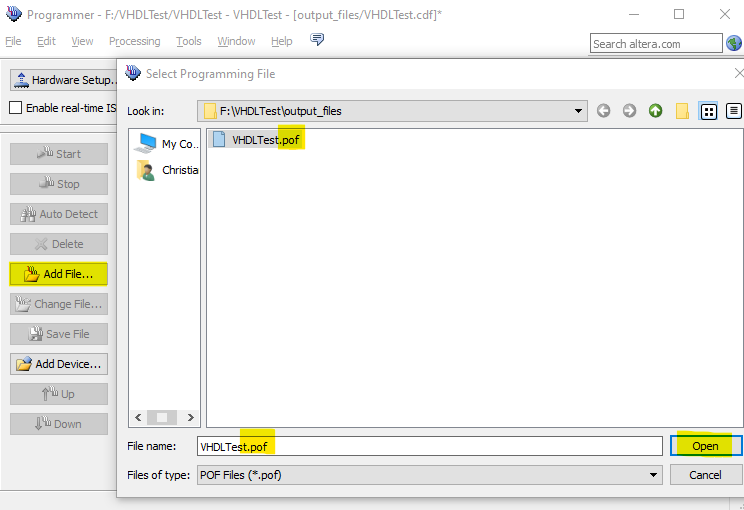 Programmer - F:/VHDLTest/VHDLTest - VHDLTest - [output_files/VHDLTest.cdf]*
File Edit View Processing Tools Window Help
Search altera.com
Hardware Setup..
Enable real-time IS
Start
Stop
Auto Detect
Delete
Add File...
Change File...
Save File
Add Device...
Up
Down
Select Programming File
Look in: F:\VHDLTest\output_files
My Co..
Christia
VHDLTest.pof
File name: VHDLTest.pof Open
Files of type: POF Files (*.pof) Cancel